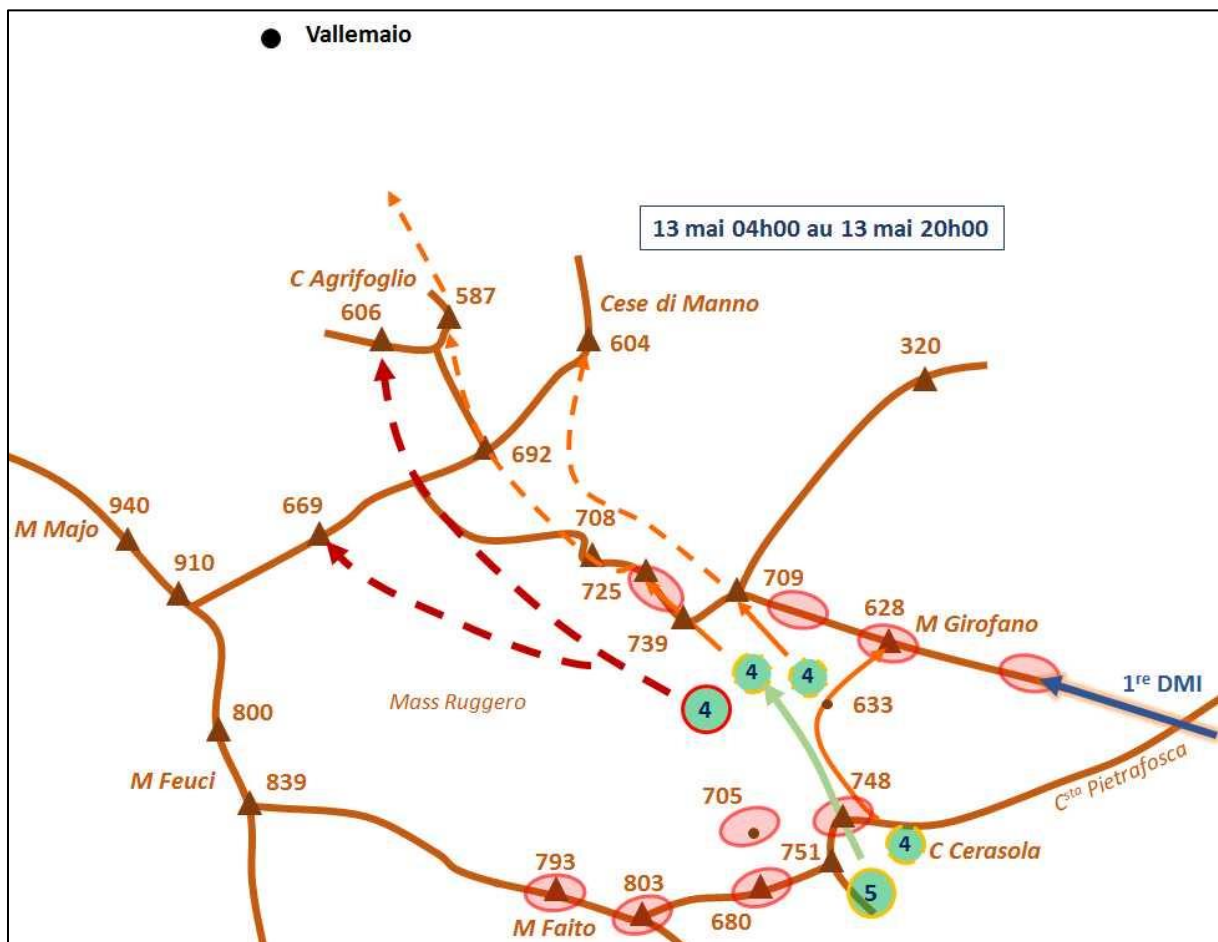 Vallemaio
13 mai 04h00 au 13 mai 20h00
C Agrifoglio
587
606
Cese di Manno
604
320
692
940
669
708
M Majo
910
725
709
628
M Girofano
739
4
4
1re DMI
Mass Ruggero
4
633
Csta Pietrafosca
800
M Feuci
839
705
748
4
C Cerasola
793
803
751
5
680
M Faito